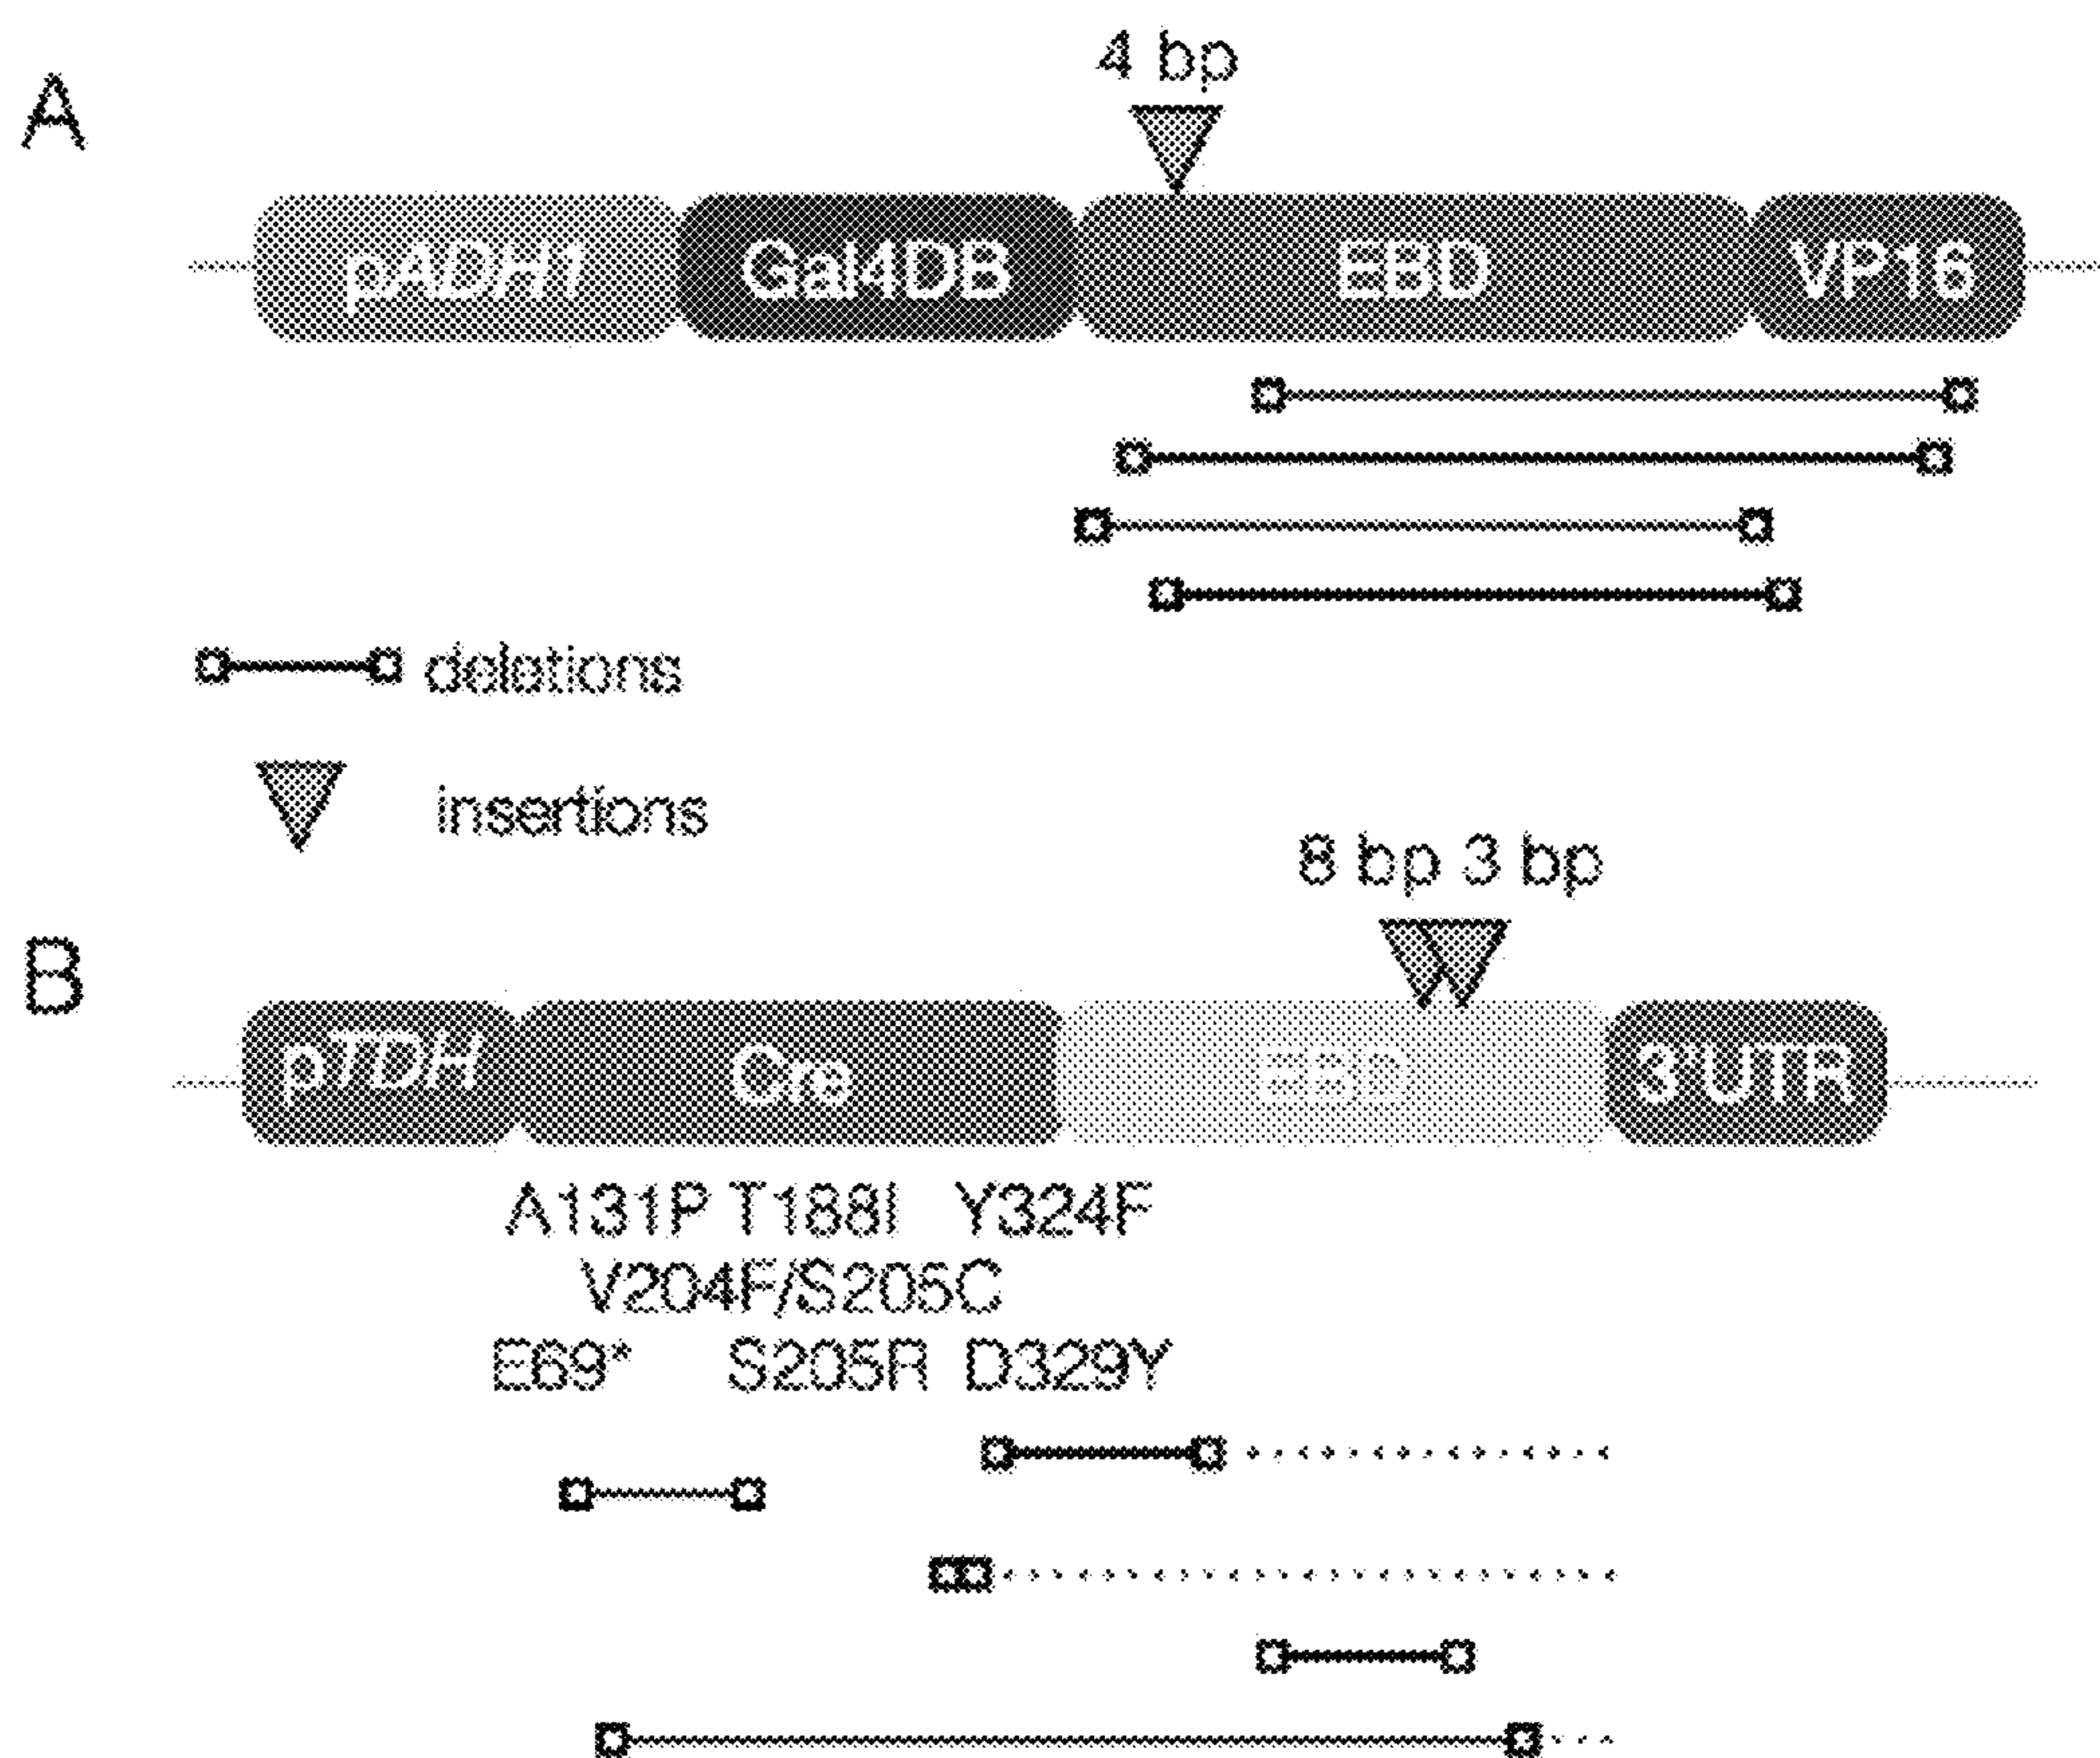 A
4 bp
pADH1 Gal4DB EBD VP16
deletions
insertions
8 bp 3 bp
B
pTDH Cre EBD 3'UTR
A131P T188I Y324F
V204F/S205C
E69* S205R D329Y